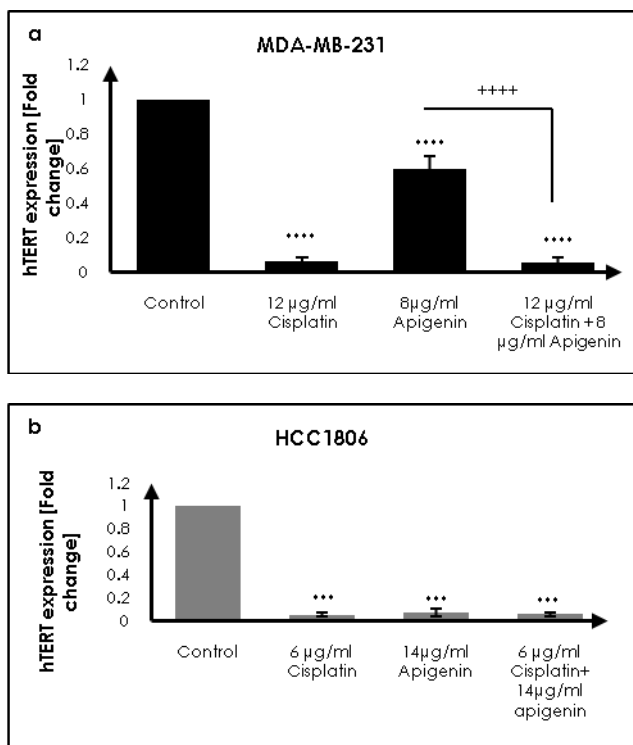 a
MDA-MB-231
hTERT expression [Fold
change]
1.2
1
0.8
0.6
0.4
0.2
0
++++
****
****
****
Control
12 µg/ml
Cisplatin
8µg/ml
Apigenin
12 µg/ml
Cisplatin +8
µg/ml Apigenin
b
HCC1806
hTERT expression [Fold
change]
1.2
1
0.8
0.6
0.4
0.2
0
***
***
***
Control
6 µg/ml
Cisplatin
14µg/ml
Apigenin
6 µg/ml
Cisplatin+
14µg/ml
apigenin